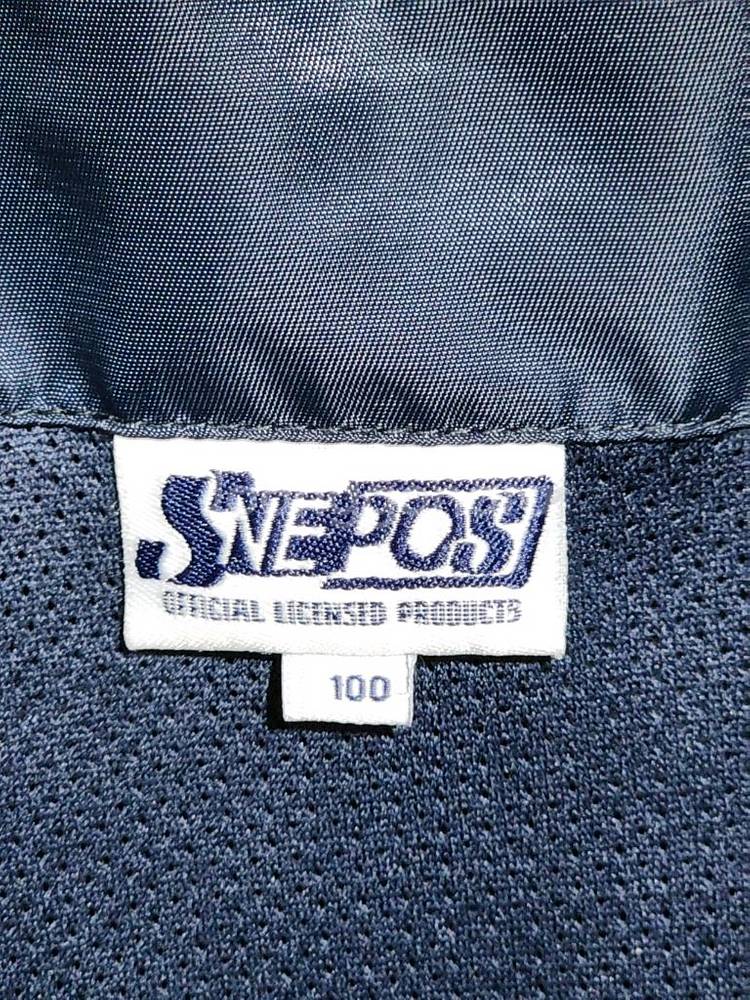 SNEPOS
OFFICIAL LICENSED PRODUCTS
100